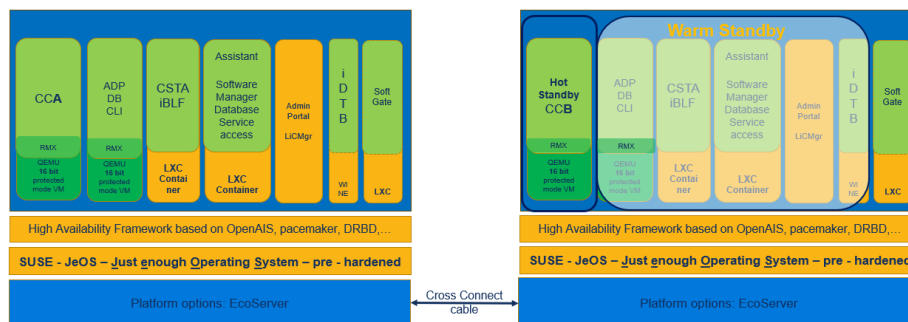 CCA
RMX
QEMU
16 bit
protected
mode VM
ADP
DB
CLI
RMX
QEMU
16 bit
protected
mode VM
CSTA
iBLF
LXC
Contai
ner
Assistant
Software
Manager
Database
Service
access
LXC
Container
Admin
Portal
LiCMgr
i
D
T
B
WI
NE
Soft
Gate
LXC
High Availability Framework based on OpenAIS, pacemaker, DRBD,...
SUSE - JeOS – Just enough Operating System – pre - hardened
Platform options: EcoServer
Cross Connect
cable
Warm Standby
Hot
Standby
CCB
RMX
QEMU
16 bit
protected
mode VM
ADP
DB
CLI
RMX
QEMU
16 bit
protected
mode VM
CSTA
iBLF
LXC
Contai
ner
Assistant
Software
Manager
Database
Service
access
LXC
Container
Admin
Portal
LiCMgr
i
D
T
B
WI
NE
Soft
Gate
LXC
High Availability Framework based on OpenAIS, pacemaker, DRBD,...
SUSE - JeOS – Just enough Operating System – pre - hardened
Platform options: EcoServer